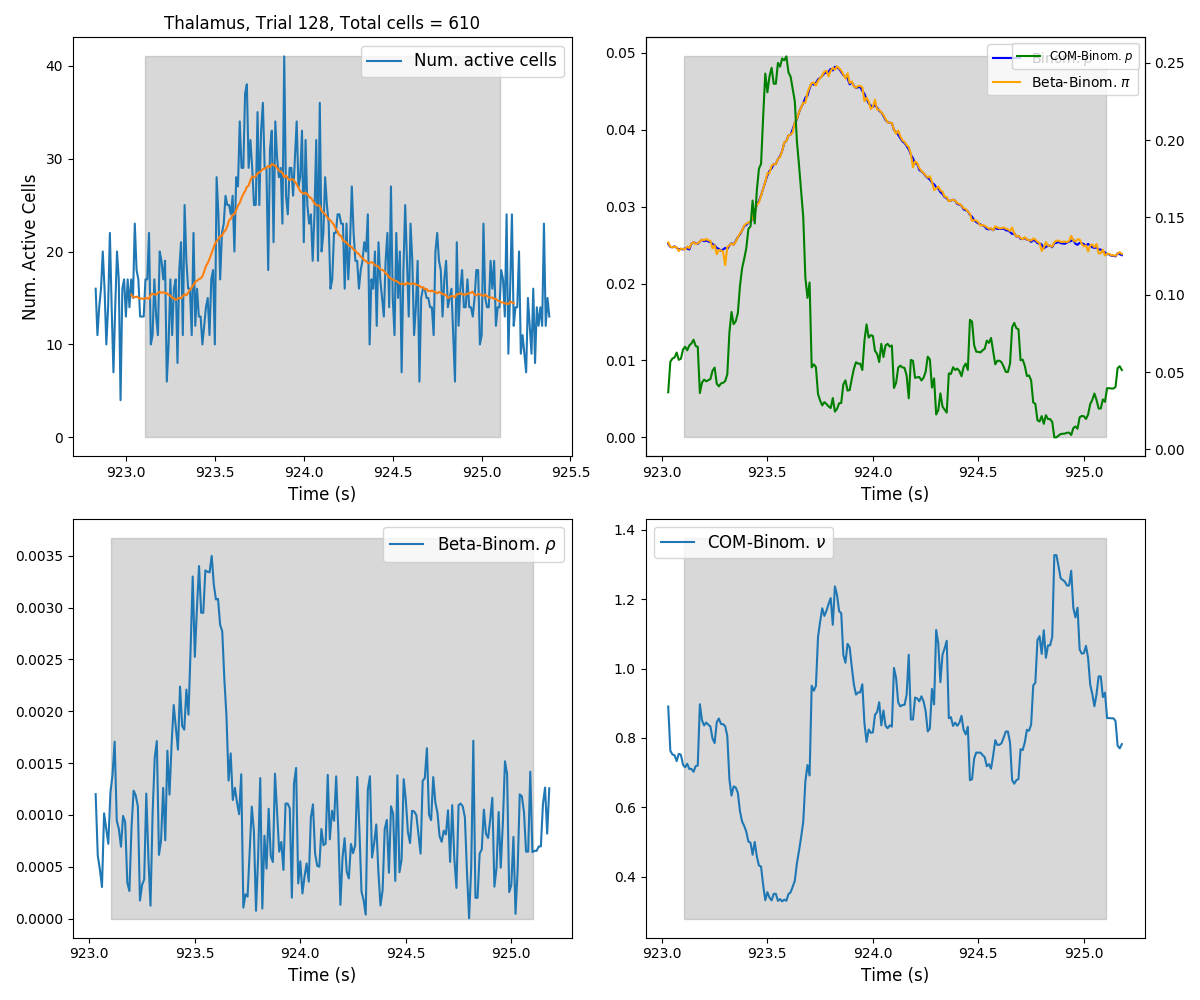 Thalamus, Trial 128, Total cells = 610
Num. active cells
Num. Active Cells
40
30
20
10
0
923.0 923.5 924.0 924.5 925.0 925.5
Time (s)
COM-Binom. p
Binom. p
Beta-Binom. π
0.05
0.04
0.03
0.02
0.01
0.00
0.25
0.20
0.15
0.10
0.05
0.00
923.0 923.5 924.0 924.5 925.0
Time (s)
Beta-Binom. ρ
0.0035
0.0030
0.0025
0.0020
0.0015
0.0010
0.0005
0.0000
923.0 923.5 924.0 924.5 925.0
Time (s)
COM-Binom. ν
1.4
1.2
1.0
0.8
0.6
0.4
923.0 923.5 924.0 924.5 925.0
Time (s)